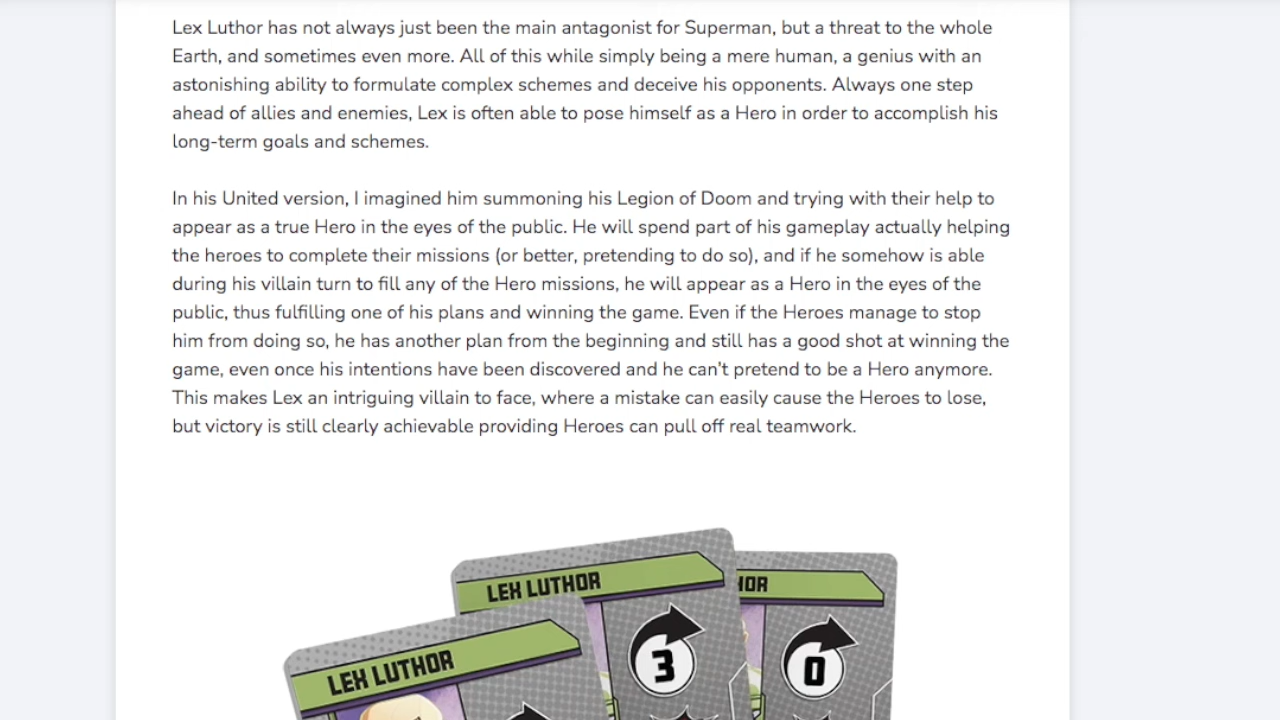 Lex Luthor has not always just been the main antagonist for Superman, but a threat to the whole
Earth, and sometimes even more. All of this while simply being a mere human, a genius with an
astonishing ability to formulate complex schemes and deceive his opponents. Always one step
ahead of allies and enemies, Lex is often able to pose himself as a Hero in order to accomplish his
long-term goals and schemes.
In his United version, I imagined him summoning his Legion of Doom and trying with their help to
appear as a true Hero in the eyes of the public. He will spend part of his gameplay actually helping
the heroes to complete their missions (or better, pretending to do so), and if he somehow is able
during his villain turn to fill any of the Hero missions, he will appear as a Hero in the eyes of the
public, thus fulfilling one of his plans and winning the game. Even if the Heroes manage to stop
him from doing so, he has another plan from the beginning and still has a good shot at winning the
game, even once his intentions have been discovered and he can't pretend to be a Hero anymore.
This makes Lex an intriguing villain to face, where a mistake can easily cause the Heroes to lose,
but victory is still clearly achievable providing Heroes can pull off real teamwork.
LEX LUTHOR
HOR
LEX LUTHOR
3
0